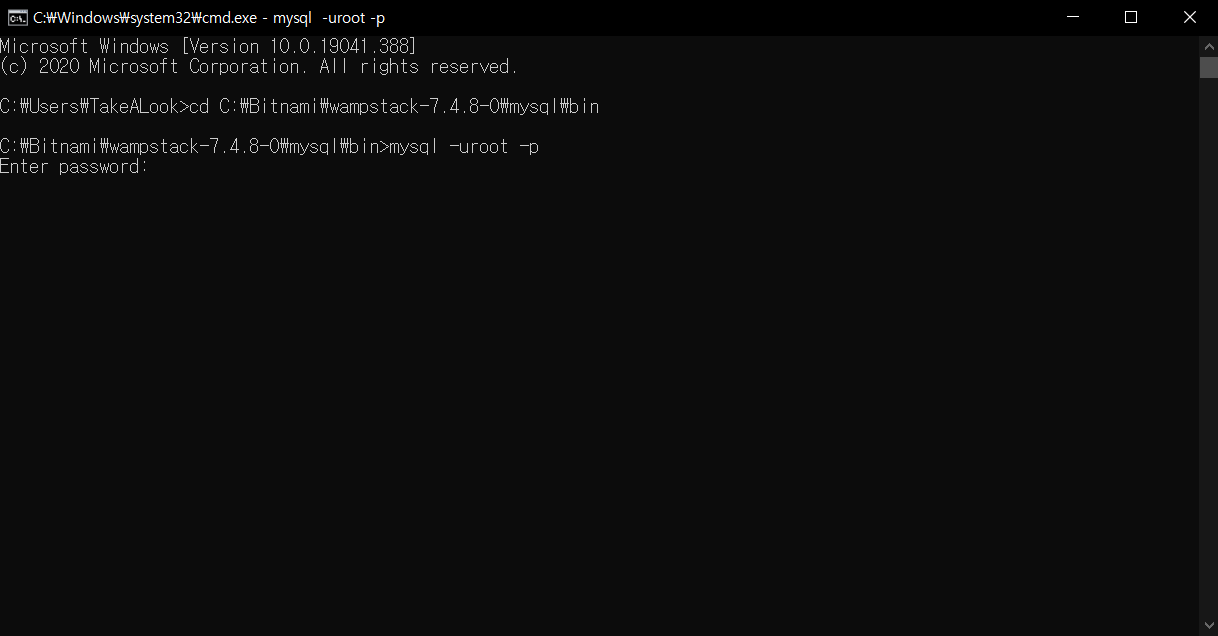 C:₩Windows₩system32₩cmd.exe - mysql  -uroot -p
Microsoft Windows [Version 10.0.19041.388]
(c) 2020 Microsoft Corporation. All rights reserved.
C:₩Users₩TakeALook>cd C:₩Bitnami₩wampstack-7.4.8-0₩mysql₩bin
C:₩Bitnami₩wampstack-7.4.8-0₩mysql₩bin>mysql -uroot -p
Enter password: